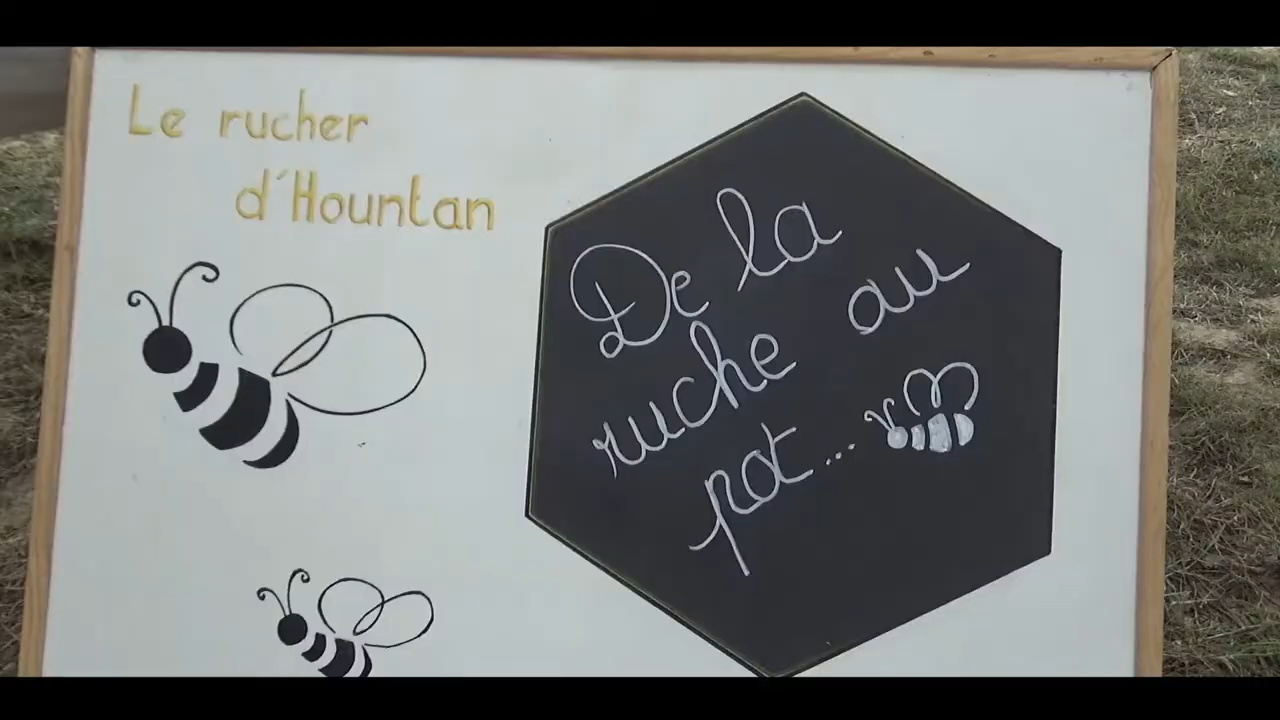 Le rucher
d'Hountan
De la
ruche au
pot...